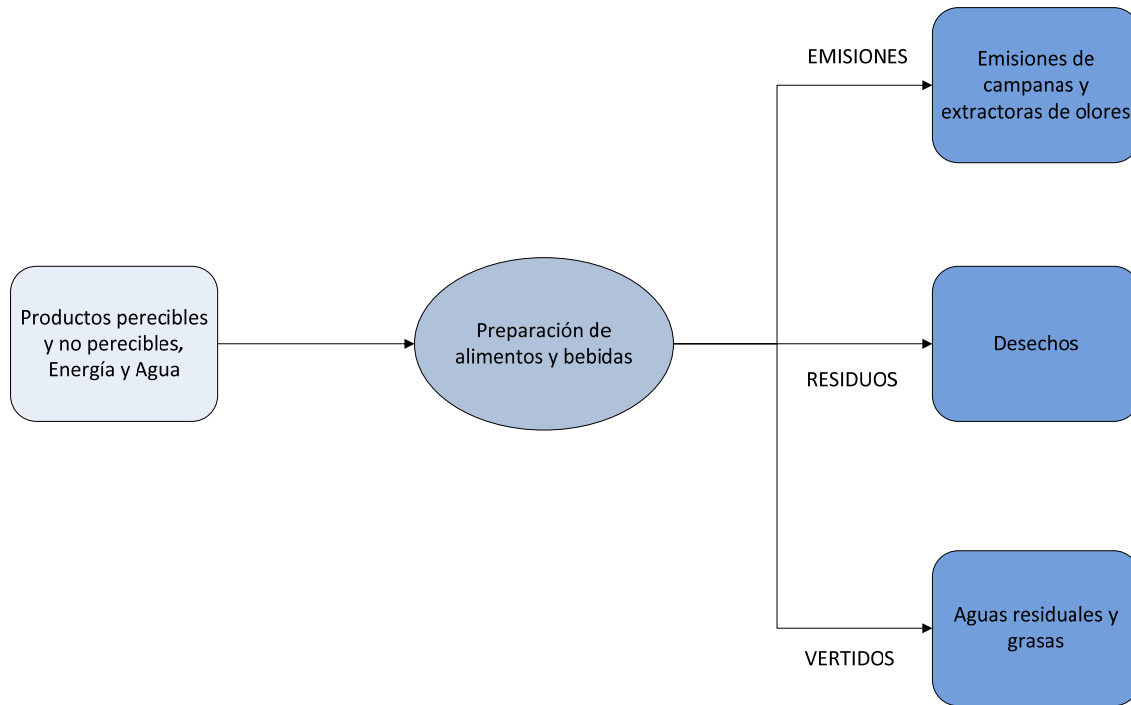 EMISIONES
Emisiones de
campanas y
extractoras de olores
Productos perecibles
y no perecibles,
Energía y Agua
Preparación de
alimentos y bebidas
Desechos
RESIDUOS
Aguas residuales y
grasas
VERTIDOS